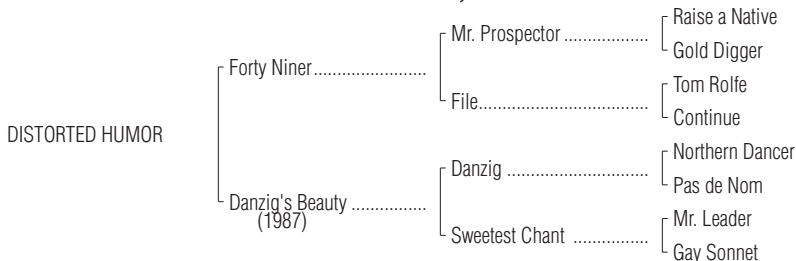 Raise a Native
Mr. Prospector ..................
Gold Digger
Forty Niner........................
Tom Rolfe
File....................................
Continue
DISTORTED HUMOR
Northern Dancer
Danzig ..............................
Pas de Nom
Danzig's Beauty ................
(1987)
Mr. Leader
Sweetest Chant ................
Gay Sonnet